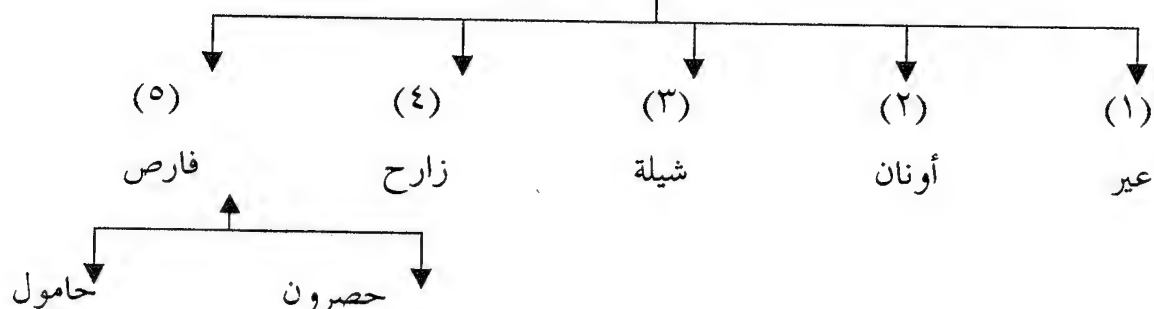 (١) (٢) (٣) (٤) (٥)
عير أونان شيلة زارح فارص
حصرون حامول